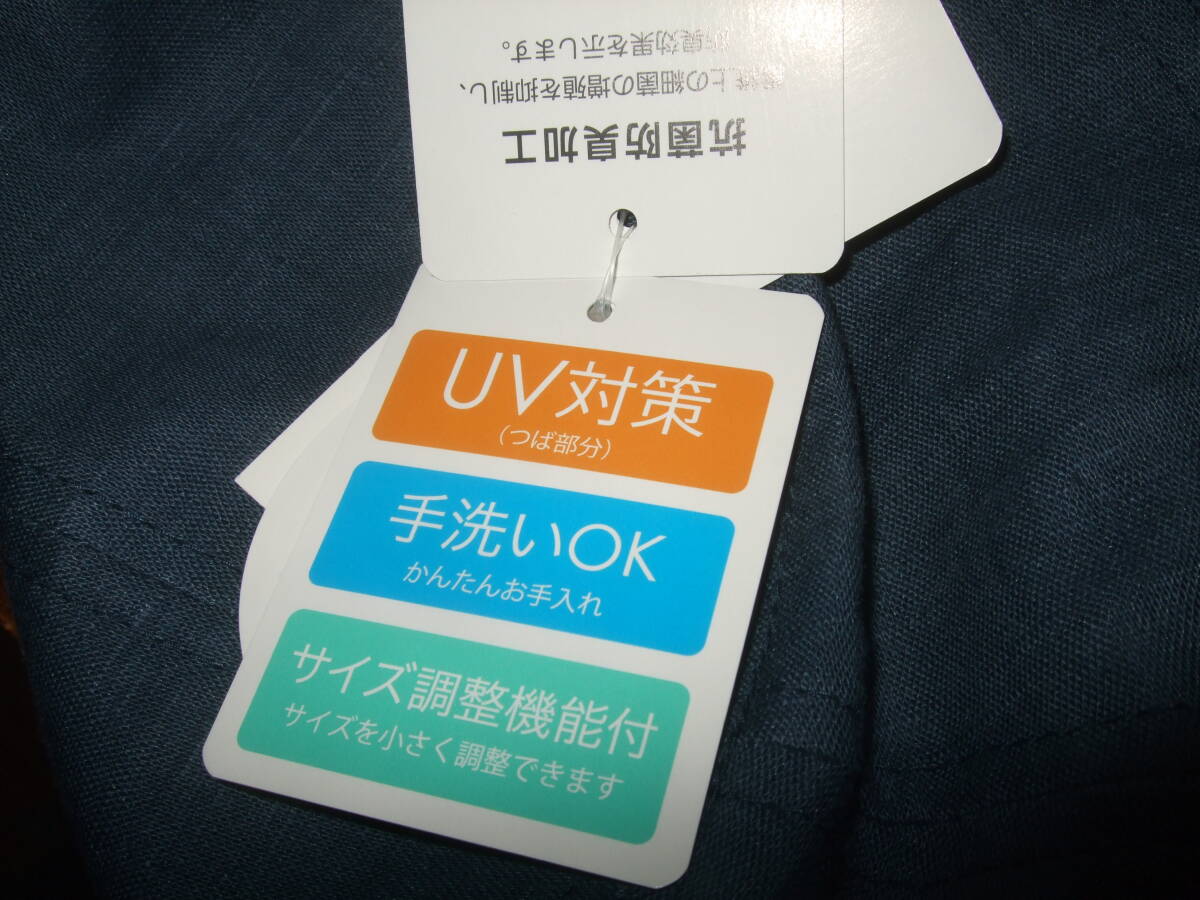 抗菌防臭加工
上の細菌の増殖を抑制し、
臭効果を示します。
UV対策
（つば部分）
手洗いOK
かんたんお手入れ
サイズ調整機能付
サイズを小さく調整できます